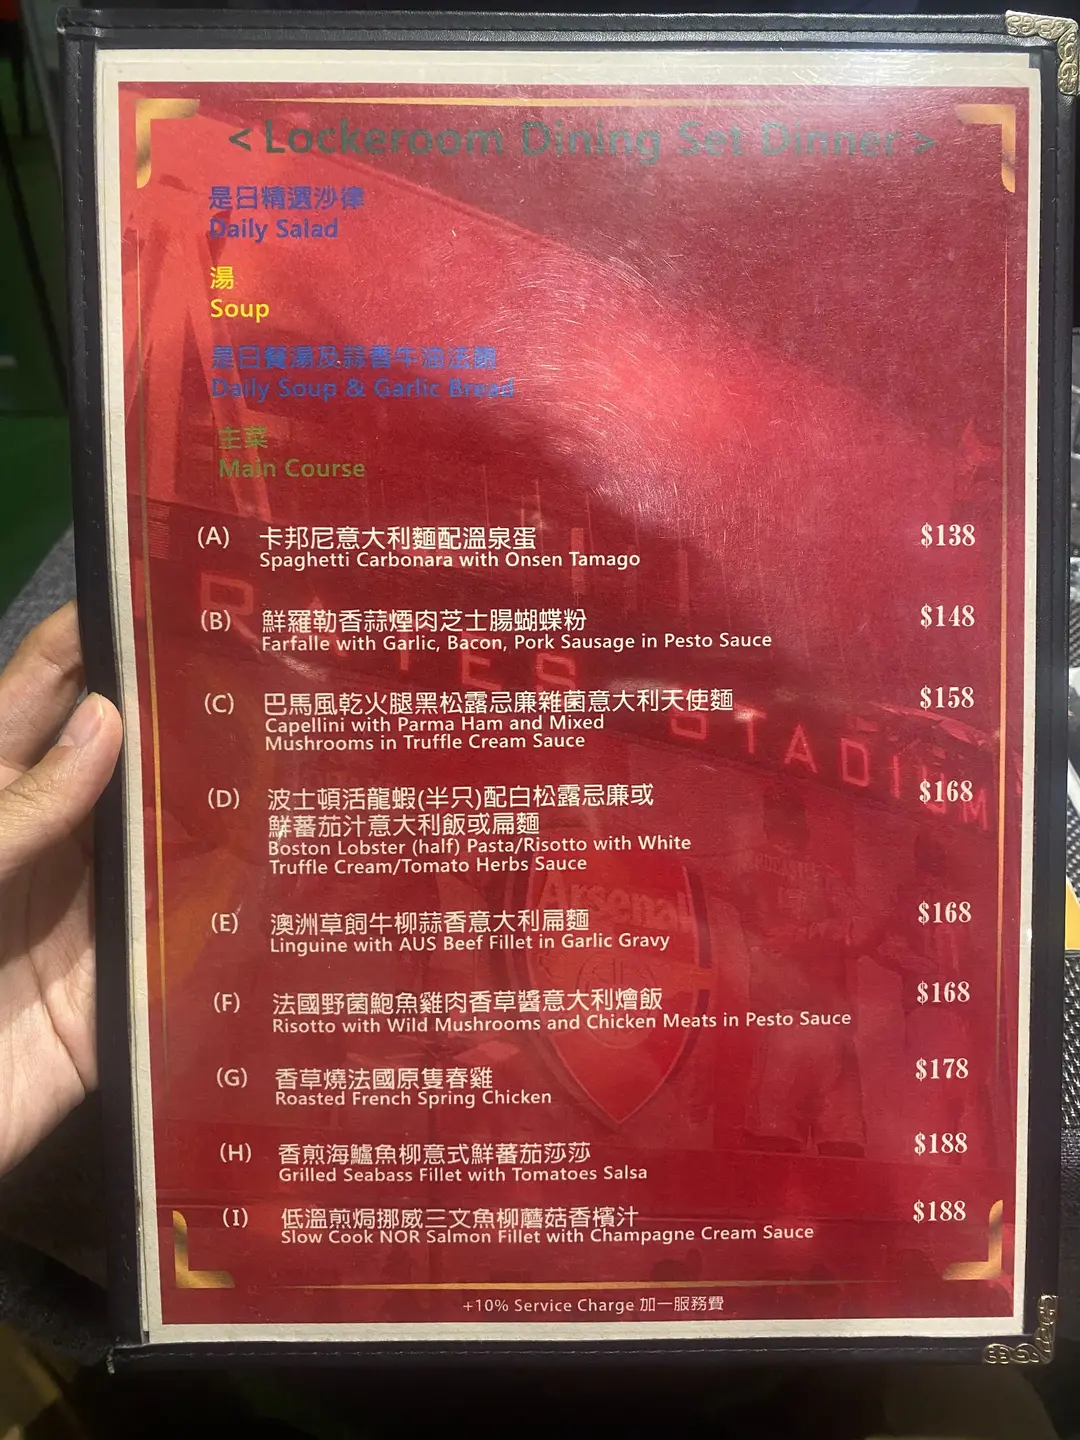 < Lockeroom Dining Set Dinner >
是日精選沙律
Daily Salad
湯
Soup
是日餐湯及蒜香牛油法飽
Daily Soup & Garlic Bread
主菜
Main Course
(A) 卡邦尼意大利麵配溫泉蛋 $138
Spaghetti Carbonara with Onsen Tamago
(B) 鮮羅勒香蒜煙肉芝士腸蝴蝶粉 $148
Farfalle with Garlic, Bacon, Pork Sausage in Pesto Sauce
(C) 巴馬風乾火腿黑松露忌廉雜菌意大利天使麵 $158
Capellini with Parma Ham and Mixed
Mushrooms in Truffle Cream Sauce
(D) 波士頓活龍蝦(半只)配白松露忌廉或 $168
鮮蕃茄汁意大利飯或扁麵
Boston Lobster (half) Pasta/Risotto with White
Truffle Cream/Tomato Herbs Sauce
(E) 澳洲草飼牛柳蒜香意大利扁麵 $168
Linguine with AUS Beef Fillet in Garlic Gravy
(F) 法國野菌鮑魚雞肉香草醬意大利燴飯 $168
Risotto with Wild Mushrooms and Chicken Meats in Pesto Sauce
(G) 香草燒法國原隻春雞 $178
Roasted French Spring Chicken
(H) 香煎海鱸魚柳意式鮮蕃茄莎莎 $188
Grilled Seabass Fillet with Tomatoes Salsa
(I) 低溫煎焗挪威三文魚柳蘑菇香檳汁 $188
Slow Cook NOR Salmon Fillet with Champagne Cream Sauce
+10% Service Charge 加一服務費
STADIUM
Arsenal